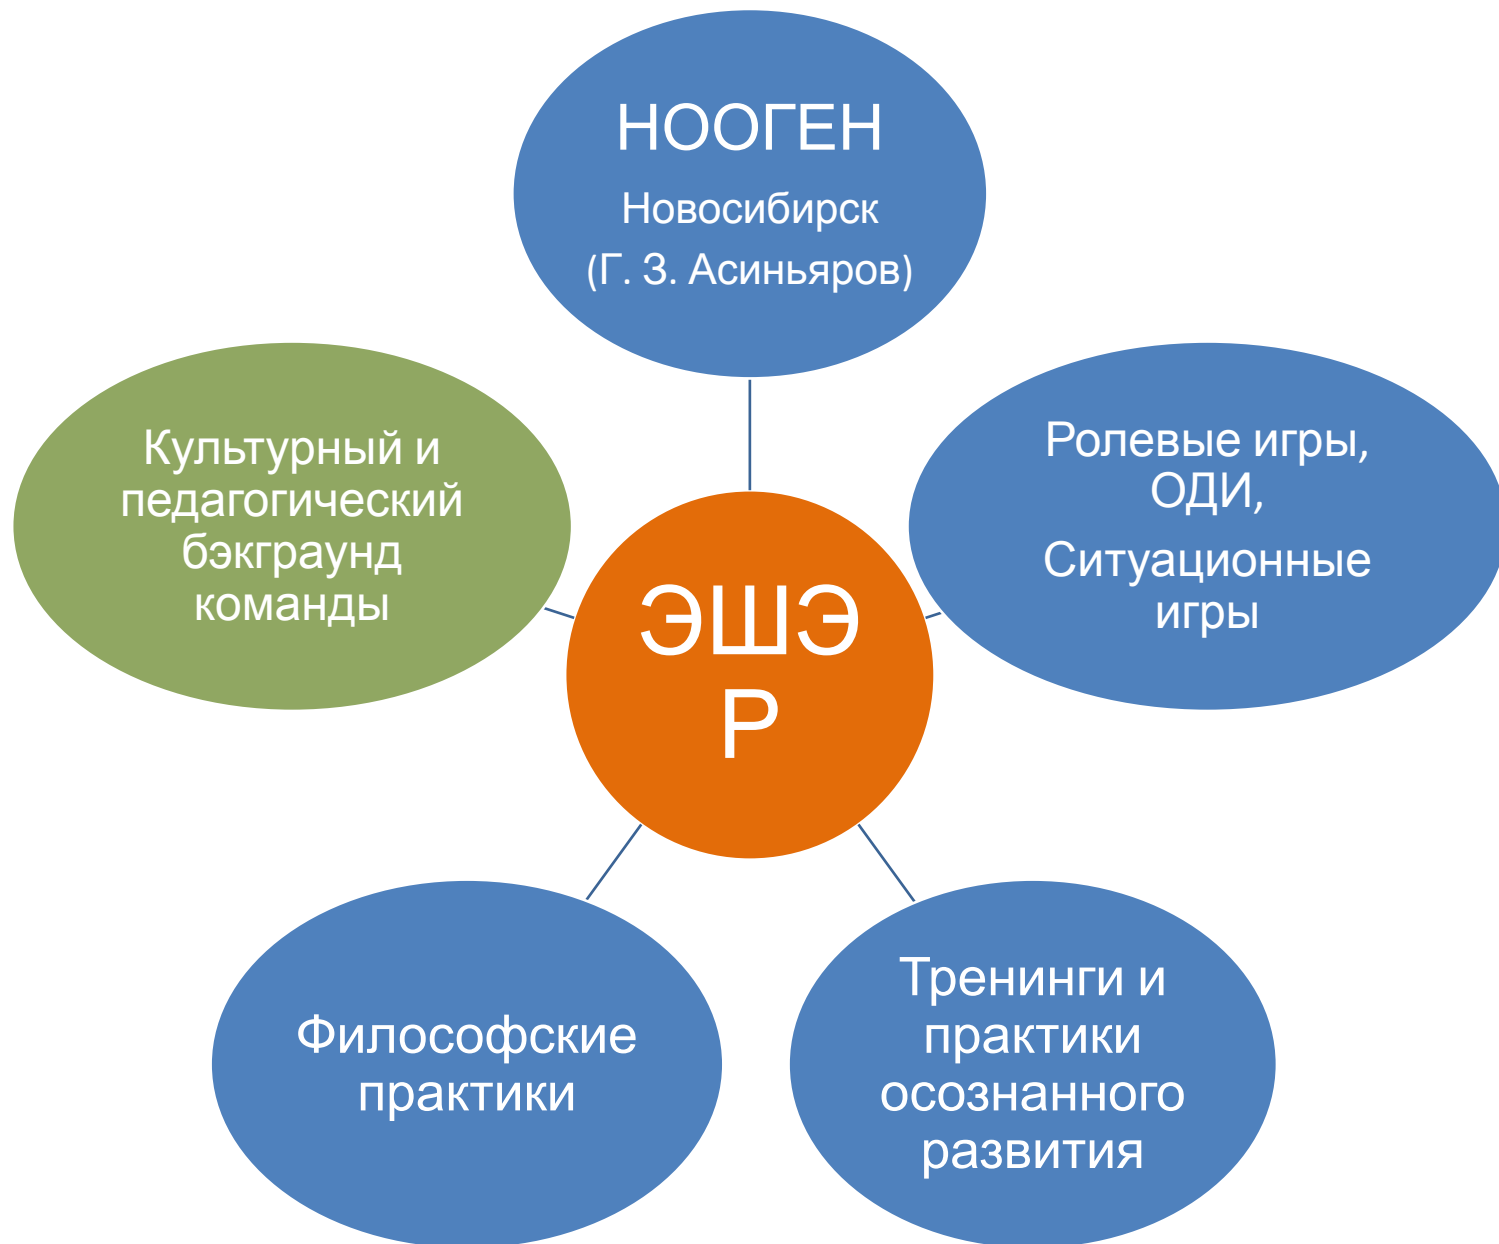 НООГЕН
Новосибирск
(Г. З. Асиньяров)
Культурный и
педагогический
бэкграунд
команды
Ролевые игры,
ОДИ,
Ситуационные
игры
ЭШЭ
Р
Философские
практики
Тренинги и
практики
осознанного
развития